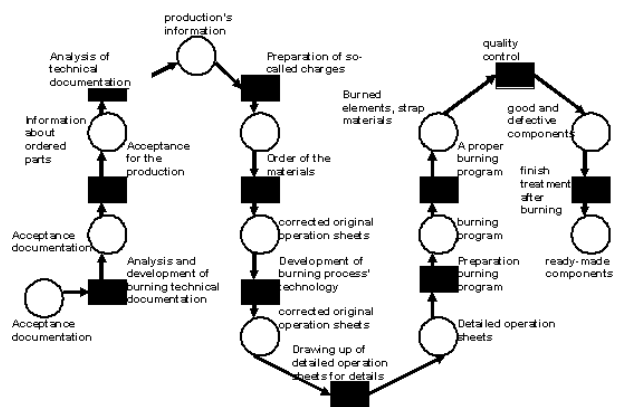 production's
information
Analysis of
technical
documentation
Preparation of so-
called charges
quality
control
Information
about
ordered
parts
Acceptance
for the
production
Order of the
materials
Burned
elements, strap
materials
A proper
burning
program
good and
defective
components
finish
treatment
after
burning
Acceptance
documentation
Analysis and
development of
burning technical
documentation
corrected original
operation sheets
Development of
burning process'
technology
corrected original
operation sheets
burning
program
Preparation
burning
program
ready-made
components
Acceptance
documentation
Drawing up of
detailed operation
sheets for details
Detailed operation
sheets